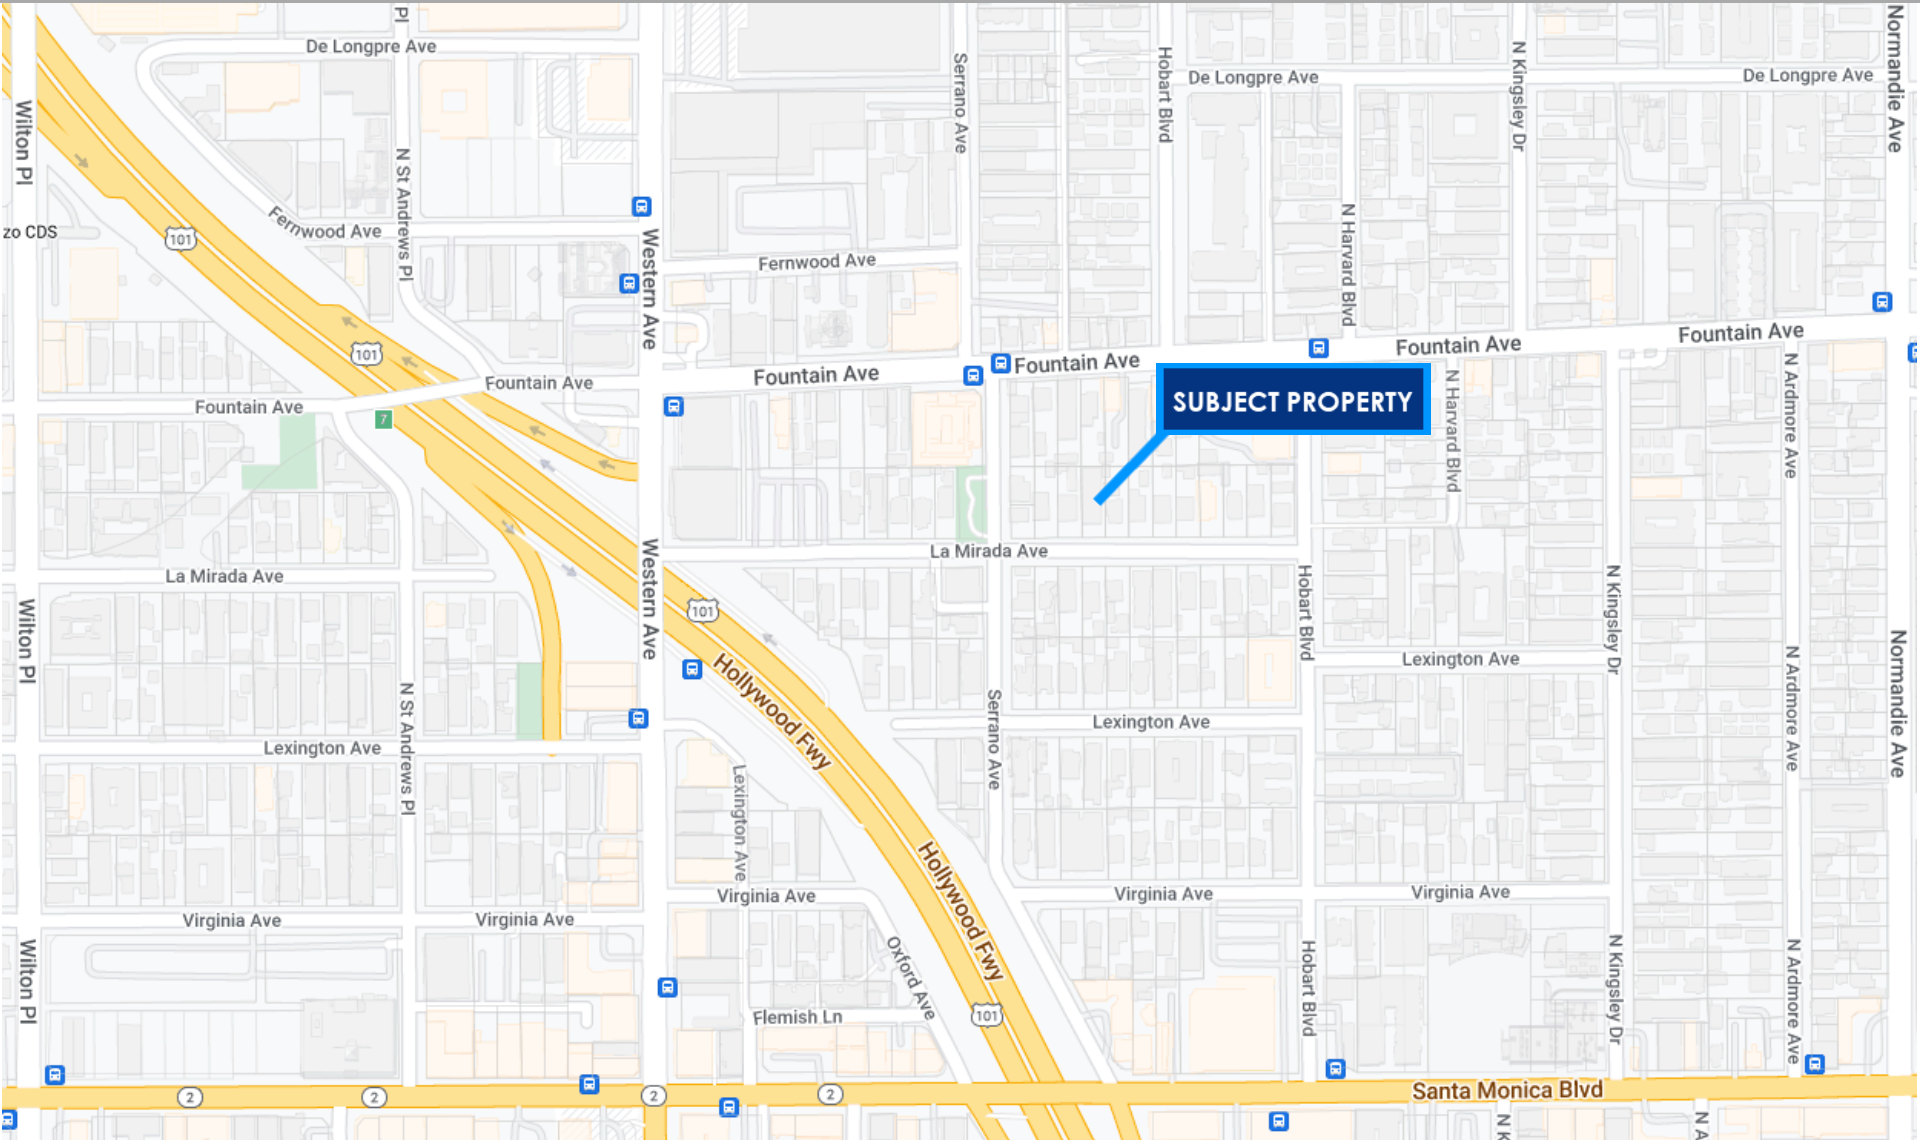 Pl
De Longpre Ave
Serrano Ave
Hobart Blvd
De Longpre Ave
N Kingsley Dr
De Longpre Ave
Normandie Ave
Wilton Pl
N St Andrews Pl
Fernwood Ave
zo CDS
101
Western Ave
Fernwood Ave
N Harvard Blvd
101
Fountain Ave
Fountain Ave
Fountain Ave
Fountain Ave
Fountain Ave
Fountain Ave
7
SUBJECT PROPERTY
N Harvard Blvd
N Ardmore Ave
La Mirada Ave
La Mirada Ave
Western Ave
Wilton Pl
101
Hobart Blvd
N Kingsley Dr
Lexington Ave
N Ardmore Ave
Normandie Ave
Hollywood Fwy
Serrano Ave
Lexington Ave
N St Andrews Pl
Lexington Ave
Lexington Ave
Hollywood Fwy
Virginia Ave
Virginia Ave
Virginia Ave
Virginia Ave
Virginia Ave
Wilton Pl
Oxford Ave
Hobart Blvd
N Kingsley Dr
N Ardmore Ave
Flemish Ln
101
2
2
2
2
Santa Monica Blvd
N K
N A